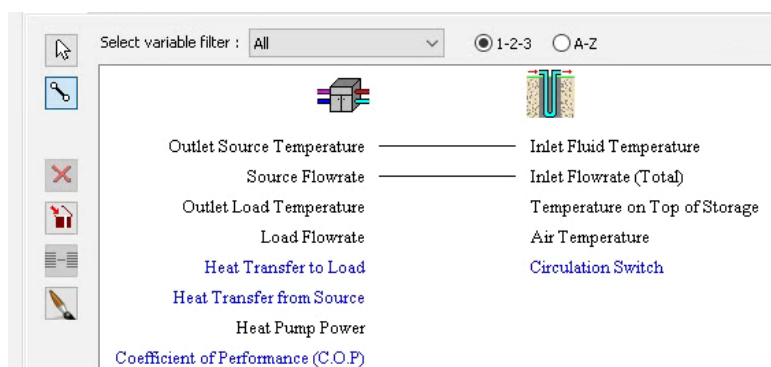 Select variable filter : All 1-2-3 A-Z
Outlet Source Temperature Inlet Fluid Temperature
Source Flowrate Inlet Flowrate (Total)
Outlet Load Temperature Temperature on Top of Storage
Load Flowrate Air Temperature
Heat Transfer to Load Circulation Switch
Heat Transfer from Source
Heat Pump Power
Coefficient of Performance (C.O.P)